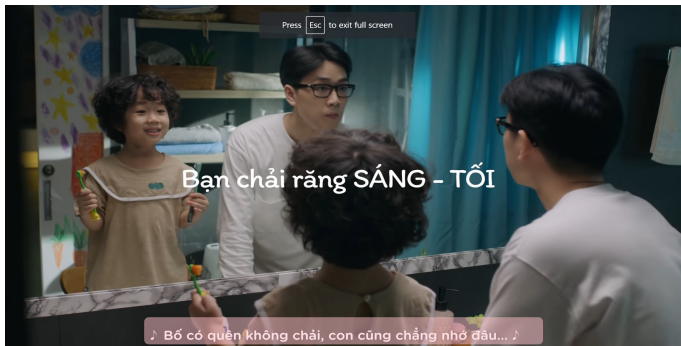 Press Esc to exit full screen
Bạn chải răng SÁNG - TỐI
♪ Bố có quên không chải, con cũng chẳng nhớ đâu... ♪